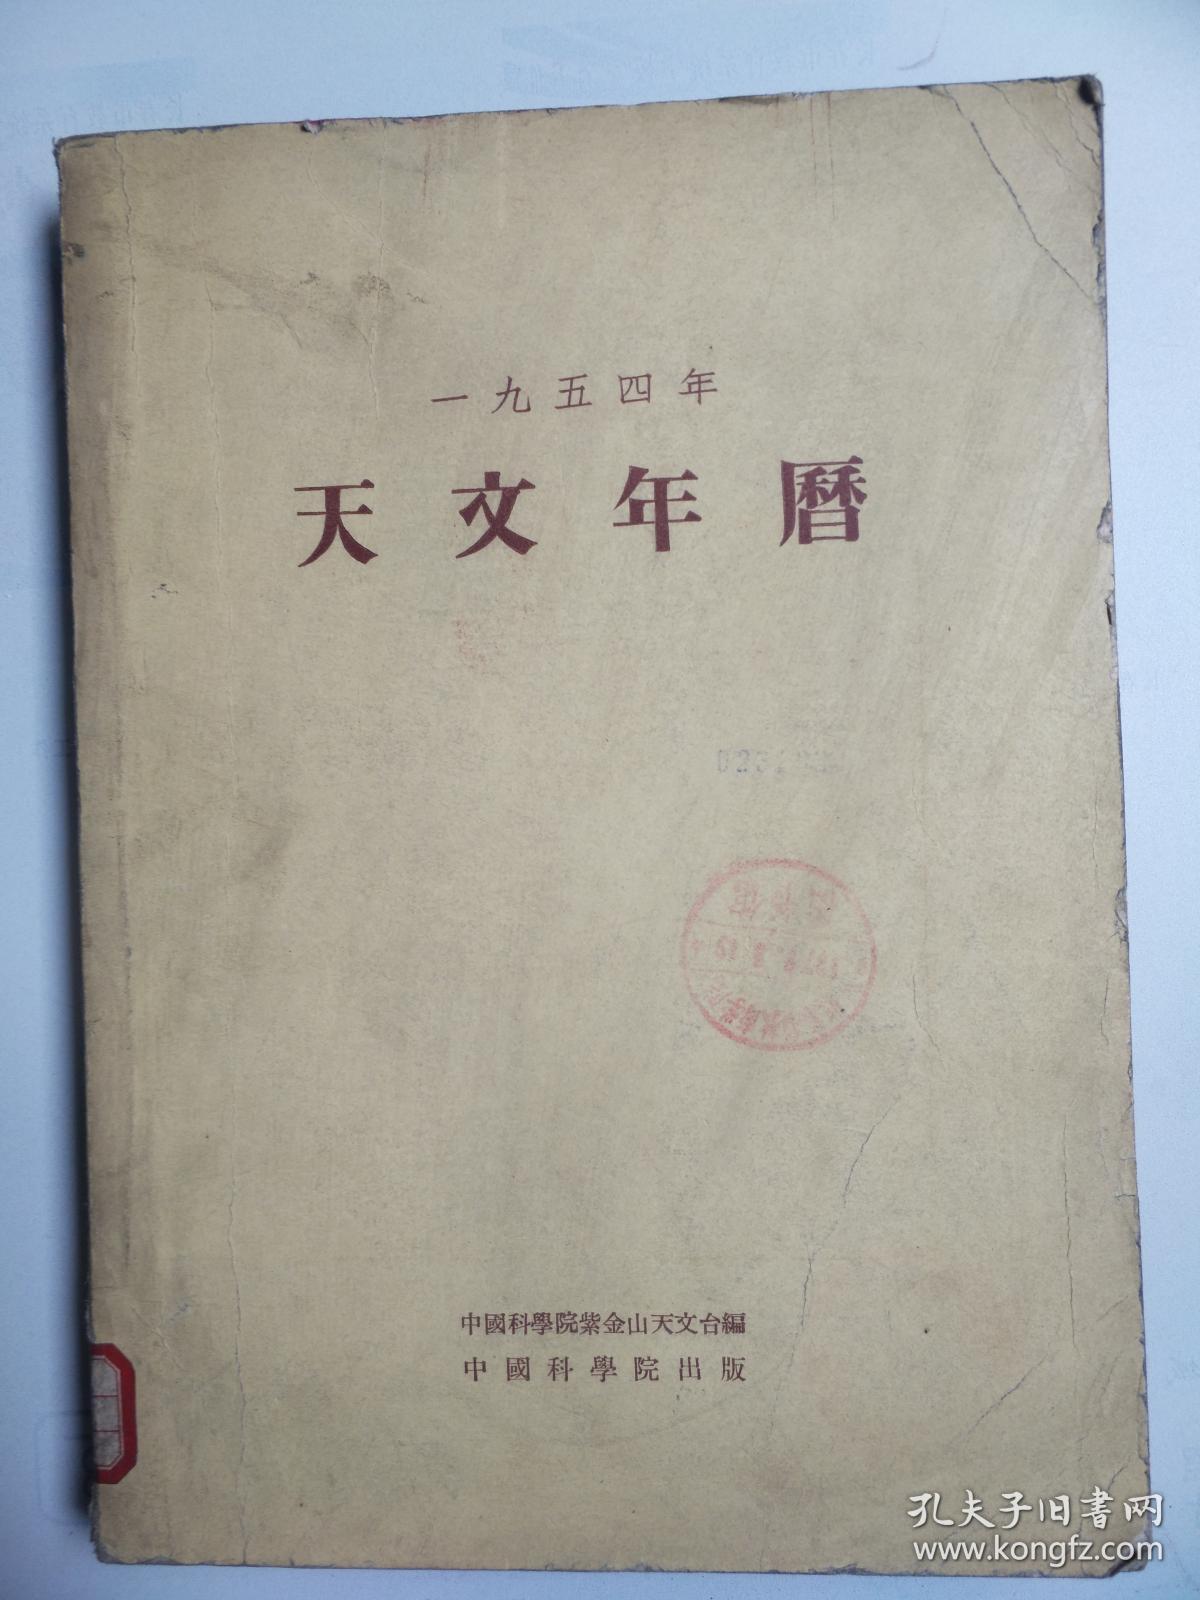 一九五四年
天文年曆
中國科學院紫金山天文台編
中國科學院出版
孔夫子旧書网
www.kongfz.com